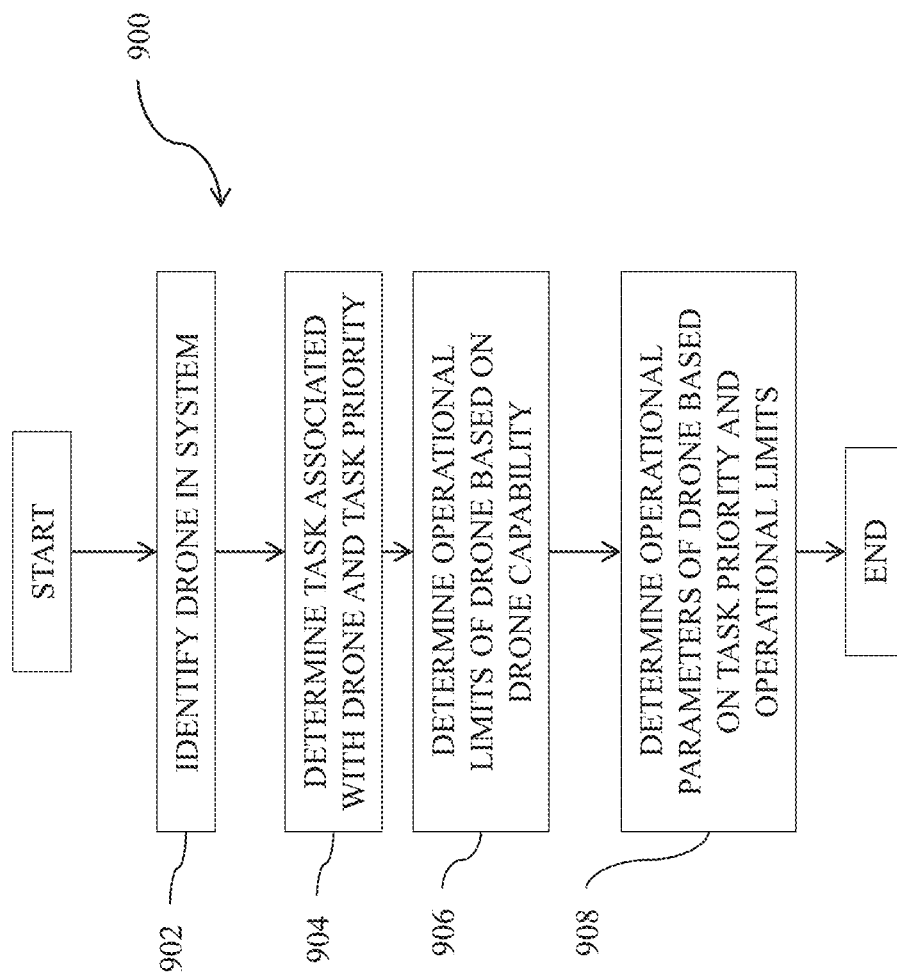 900
START
902
IDENTIFY DRONE IN SYSTEM
904
DETERMINE TASK ASSOCIATED
WITH DRONE AND TASK PRIORITY
906
DETERMINE OPERATIONAL
LIMITS OF DRONE BASED ON
DRONE CAPABILITY
908
DETERMINE OPERATIONAL
PARAMETERS OF DRONE BASED
ON TASK PRIORITY AND
OPERATIONAL LIMITS
END